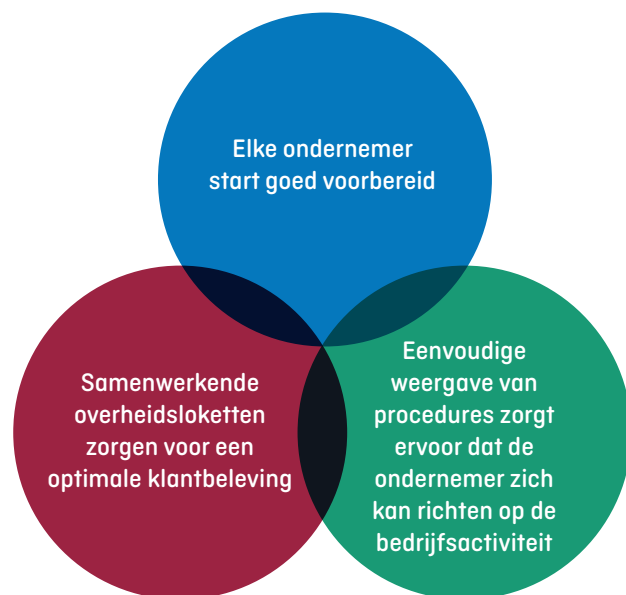 Elke ondernemer
start goed voorbereid
Samenwerkende
overheidsloketten
zorgen voor een
optimale klantbeleving
Eenvoudige
weergave van
procedures zorgt
ervoor dat de
ondernemer zich
kan richten op de
bedrijfsactiviteit